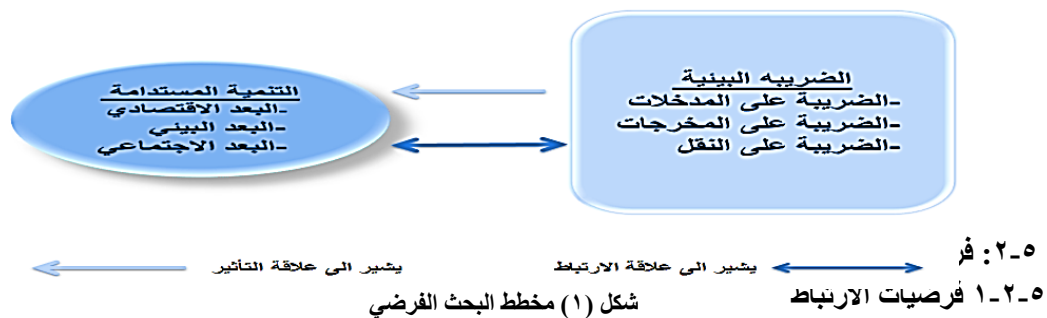 الضريبه البيئية
-الضريبة على المدخلات
-الضريبة على المخرجات
-الضريبة على النقل
التنمية المستدامة
-البعد الاقتصادي
-البعد البيئي
-البعد الاجتماعي
٥-٢: فر
يشير الى علاقة الارتباط
يشير الى علاقة التأثير
٥-٢-١ فرضيات الارتباط
شكل (١) مخطط البحث الفرضي